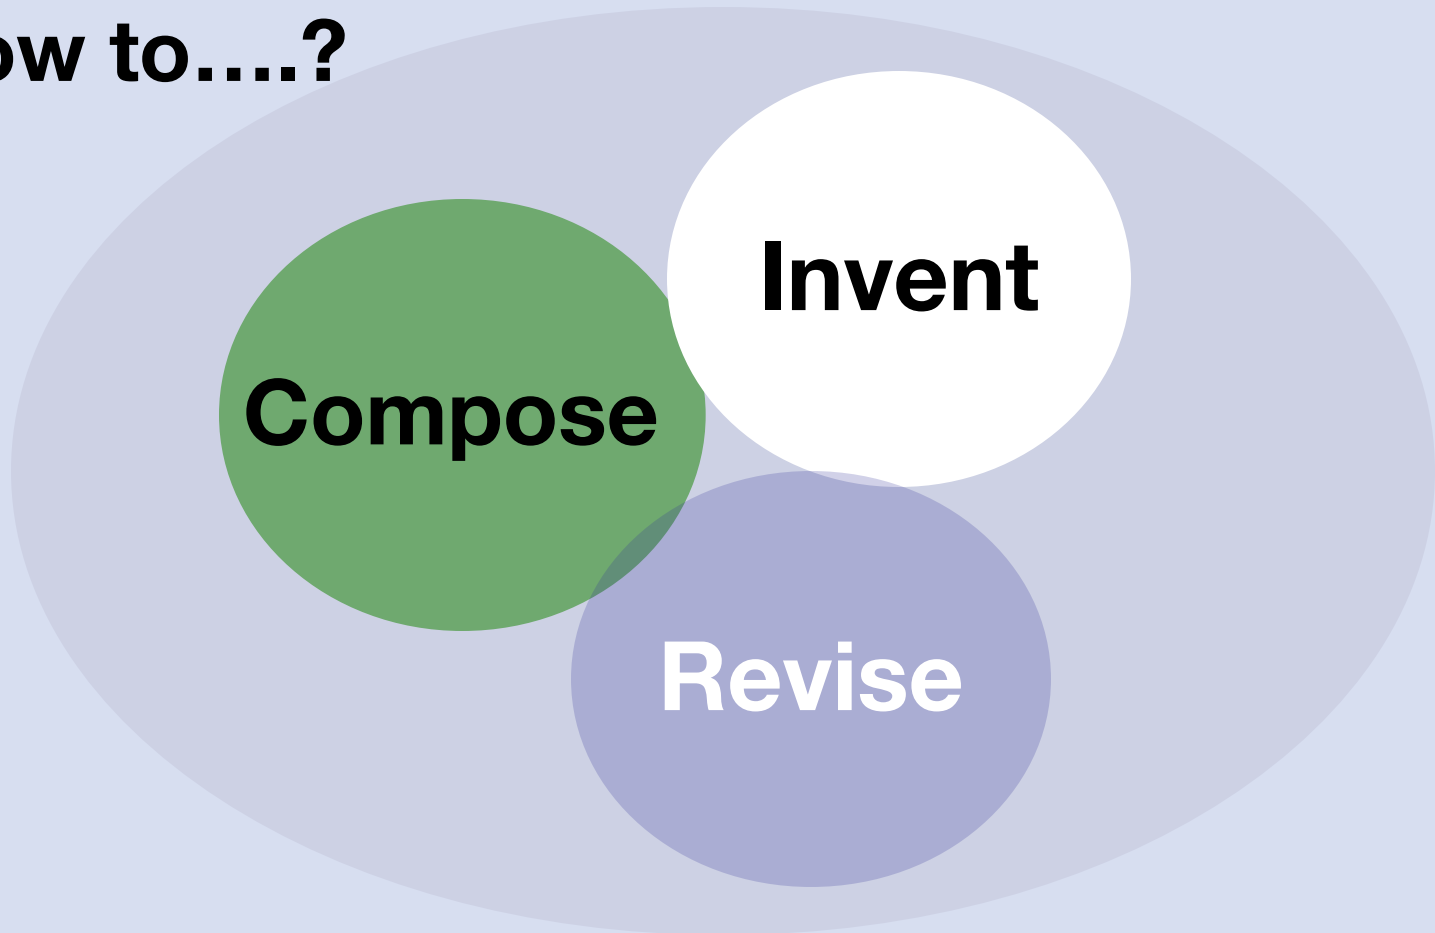 ow to….?
Invent
Compose
Revise